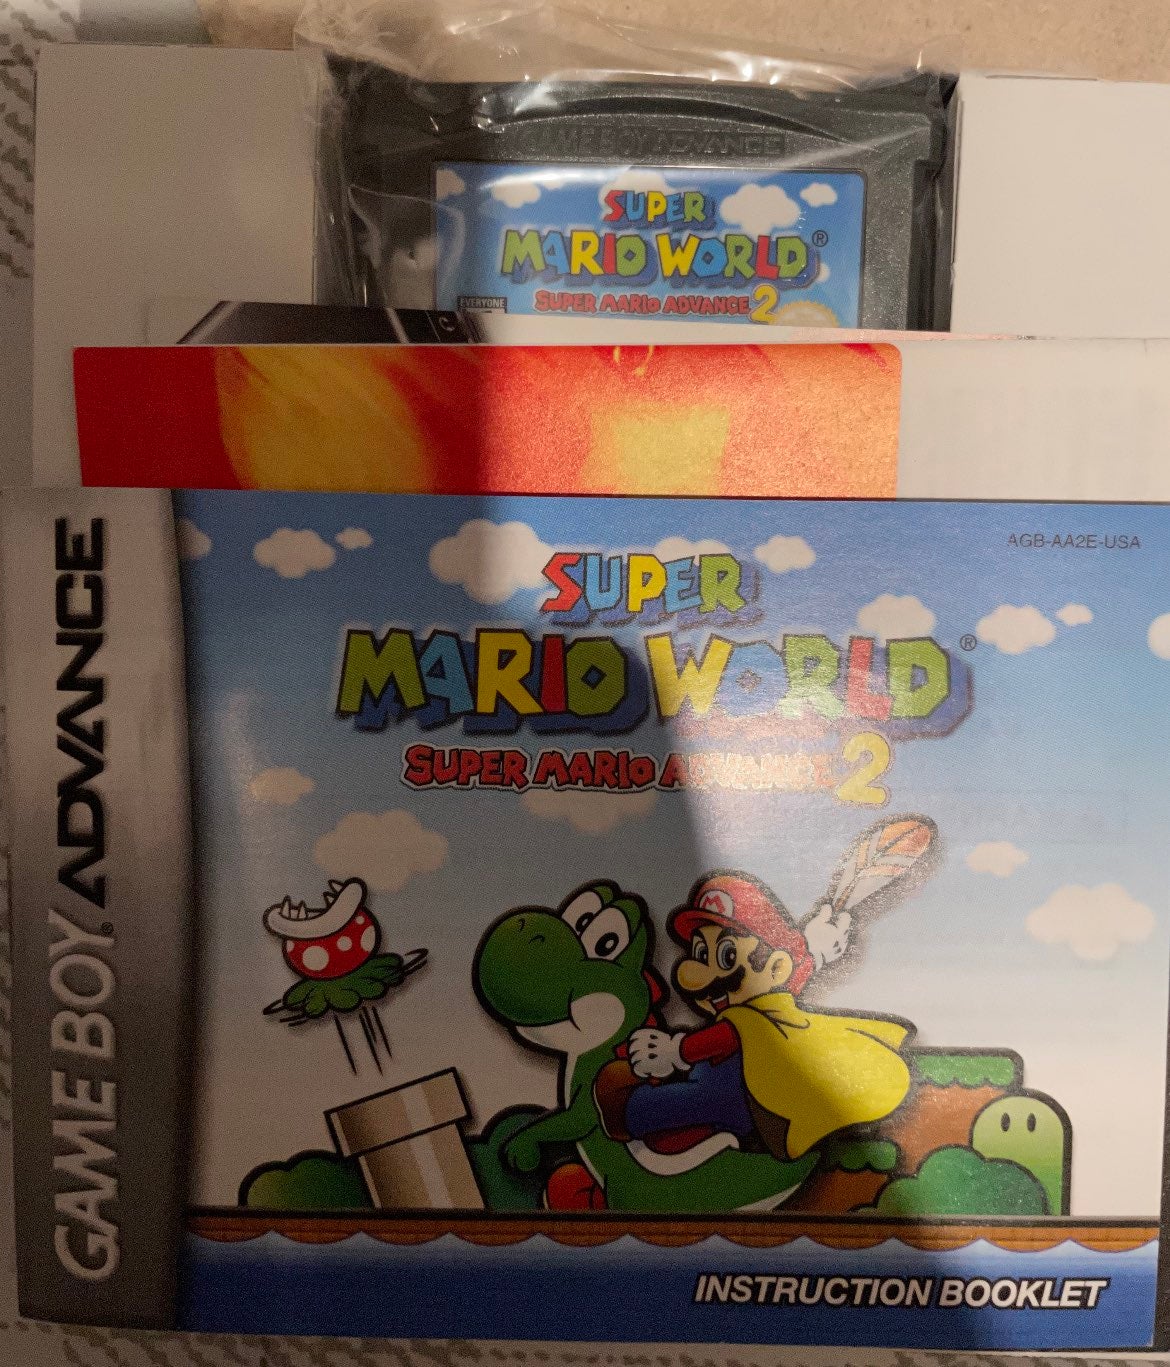 GAME BOY ADVANCE
SUPER
MARIO WORLD®
SUPER MARIO ADVANCE 2
EVERYONE
GAME BOY® ADVANCE
AGB-AA2E-USA
SUPER
MARIO WORLD®
SUPER MARIO ADVANCE 2
M
INSTRUCTION BOOKLET